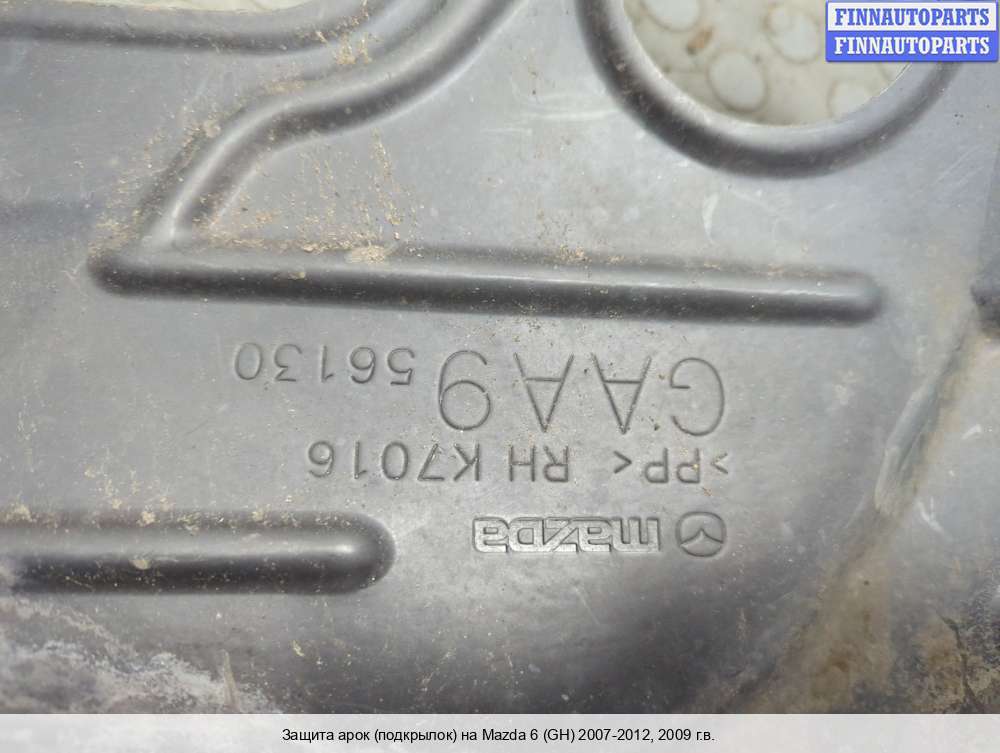 FINNAUTOPARTS
FINNAUTOPARTS
mazda
>PP< RH K7016
GAA9 56130
Защита арок (подкрылок) на Mazda 6 (GH) 2007-2012, 2009 г.в.